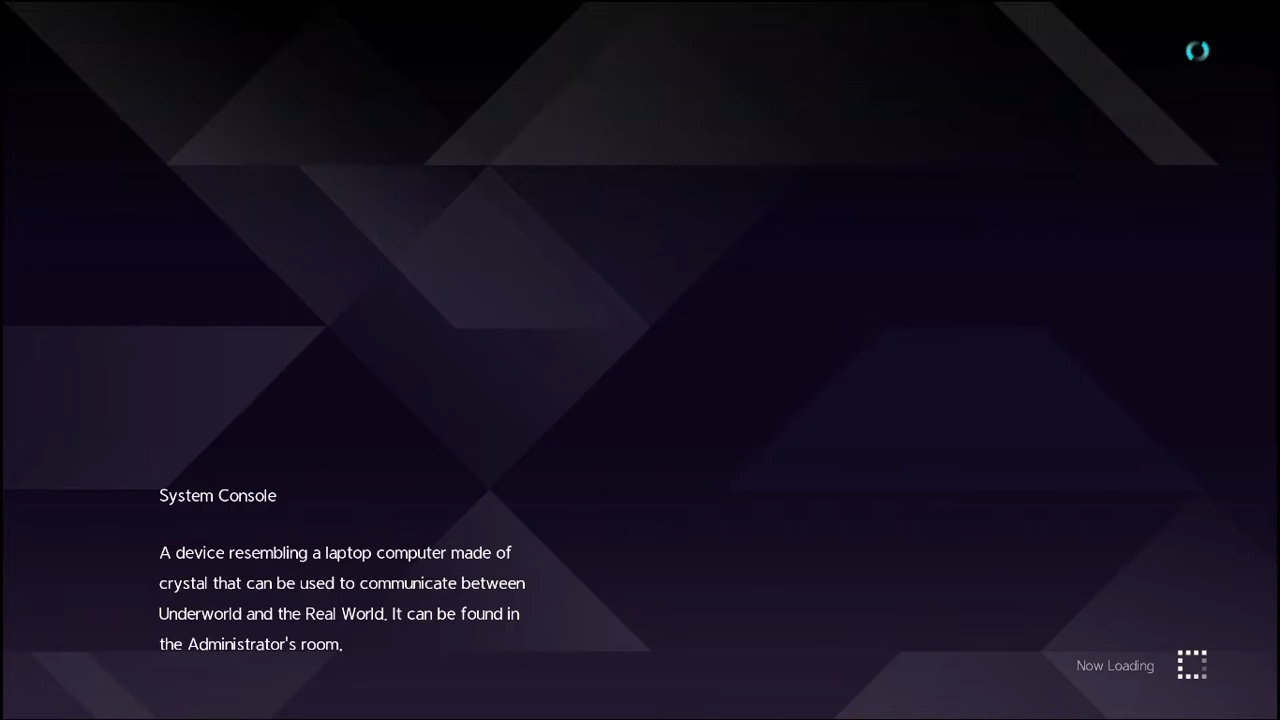 System Console
A device resembling a laptop computer made of
crystal that can be used to communicate between
Underworld and the Real World. It can be found in
the Administrator's room.
Now Loading